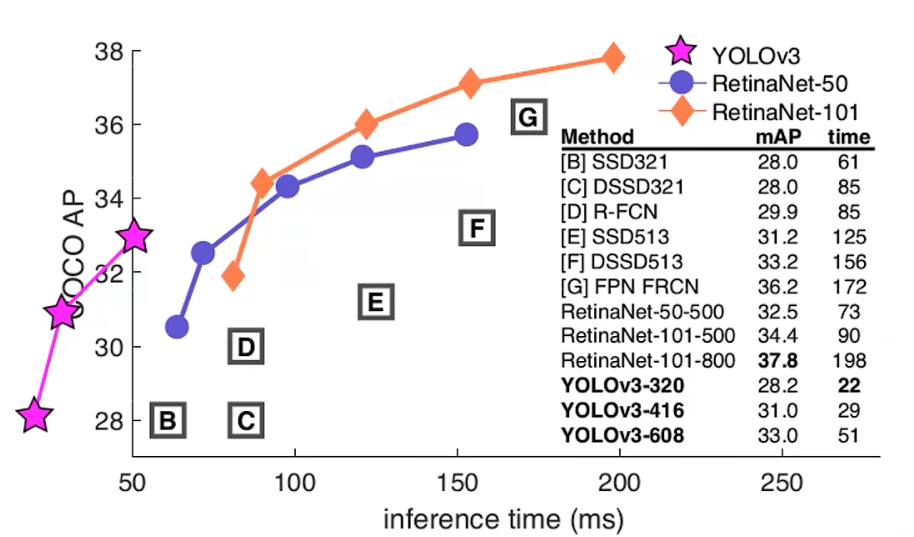 38
36
34
32
30
28
COCO AP
50 100 150 200 250
inference time (ms)
B
C
D
E
F
G
YOLOv3
RetinaNet-50
RetinaNet-101
Method mAP time
[B] SSD321 28.0 61
[C] DSSD321 28.0 85
[D] R-FCN 29.9 85
[E] SSD513 31.2 125
[F] DSSD513 33.2 156
[G] FPN FRCN 36.2 172
RetinaNet-50-500 32.5 73
RetinaNet-101-500 34.4 90
RetinaNet-101-800 37.8 198
YOLOv3-320 28.2 22
YOLOv3-416 31.0 29
YOLOv3-608 33.0 51